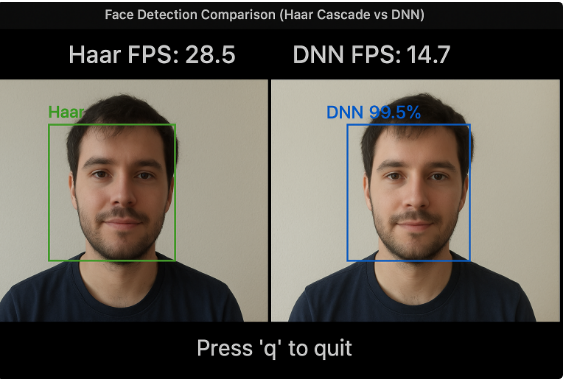 Face Detection Comparison (Haar Cascade vs DNN)
Haar FPS: 28.5 DNN FPS: 14.7
Haar DNN 99.5%
Press 'q' to quit